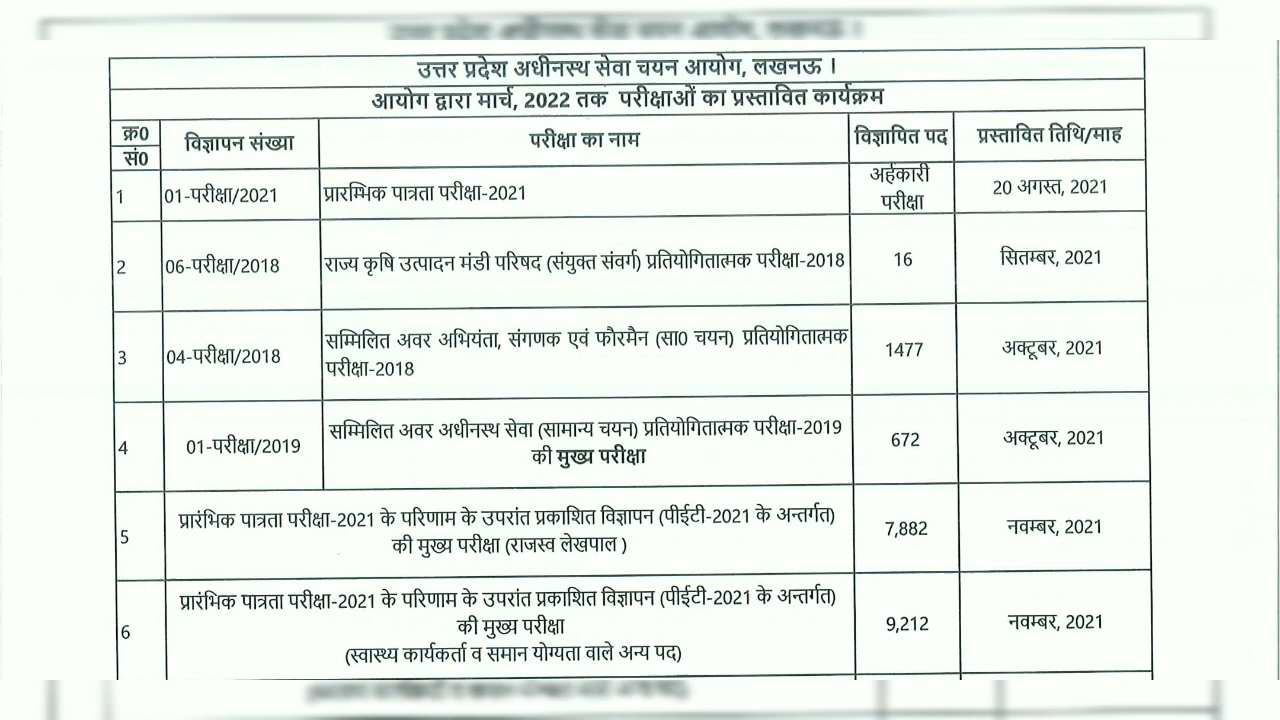 उत्तर प्रदेश अधीनस्थ सेवा चयन आयोग, लखनऊ ।
आयोग द्वारा मार्च, 2022 तक परीक्षाओं का प्रस्तावित कार्यक्रम
क्र0
सं0
विज्ञापन संख्या
परीक्षा का नाम
विज्ञापित पद
प्रस्तावित तिथि/माह
1
01-परीक्षा/2021
प्रारम्भिक पात्रता परीक्षा-2021
अर्हकारी
परीक्षा
20 अगस्त, 2021
2
06-परीक्षा/2018
राज्य कृषि उत्पादन मंडी परिषद (संयुक्त संवर्ग) प्रतियोगितात्मक परीक्षा-2018
16
सितम्बर, 2021
3
04-परीक्षा/2018
सम्मिलित अवर अभियंता, संगणक एवं फौरमैन (सा0 चयन) प्रतियोगितात्मक
परीक्षा-2018
1477
अक्टूबर, 2021
4
01-परीक्षा/2019
सम्मिलित अवर अधीनस्थ सेवा (सामान्य चयन) प्रतियोगितात्मक परीक्षा-2019
की मुख्य परीक्षा
672
अक्टूबर, 2021
5
प्रारंभिक पात्रता परीक्षा-2021 के परिणाम के उपरांत प्रकाशित विज्ञापन (पीईटी-2021 के अन्तर्गत)
की मुख्य परीक्षा (राजस्व लेखपाल )
7,882
नवम्बर, 2021
6
प्रारंभिक पात्रता परीक्षा-2021 के परिणाम के उपरांत प्रकाशित विज्ञापन (पीईटी-2021 के अन्तर्गत)
की मुख्य परीक्षा
(स्वास्थ्य कार्यकर्ता व समान योग्यता वाले अन्य पद)
9,212
नवम्बर, 2021